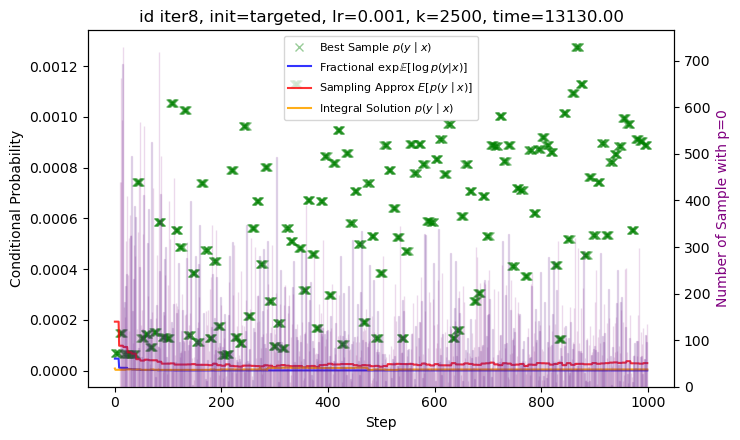 id iter8, init=targeted, lr=0.001, k=2500, time=13130.00
Best Sample p(y | x)
Fractional exp 𝔼[log p(y|x)]
Sampling Approx E[p(y | x)]
Integral Solution p(y | x)
Conditional Probability
0.0012
0.0010
0.0008
0.0006
0.0004
0.0002
0.0000
700
600
500
400
300
200
100
0
Number of Sample with p=0
0 200 400 600 800 1000
Step